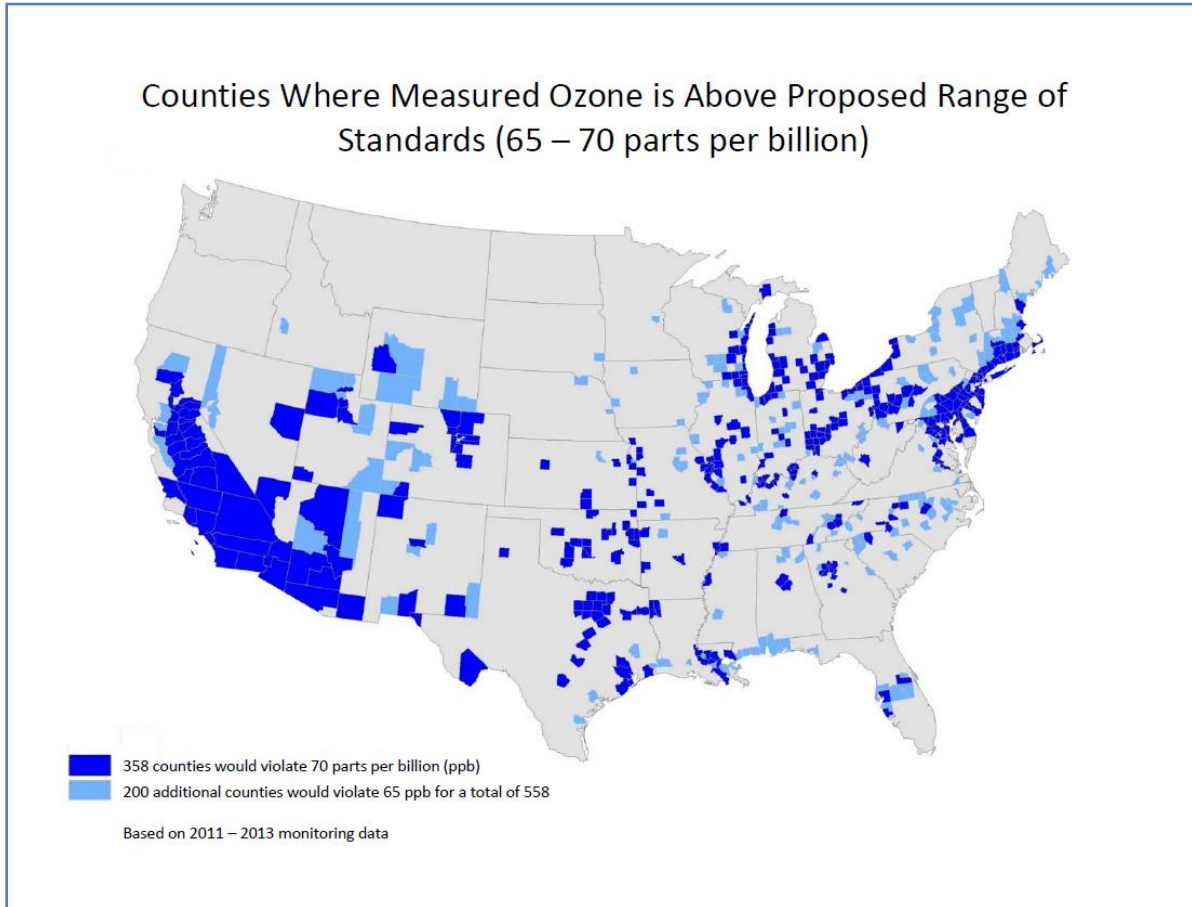 Counties Where Measured Ozone is Above Proposed Range of
Standards (65 – 70 parts per billion)
358 counties would violate 70 parts per billion (ppb)
200 additional counties would violate 65 ppb for a total of 558
Based on 2011 – 2013 monitoring data